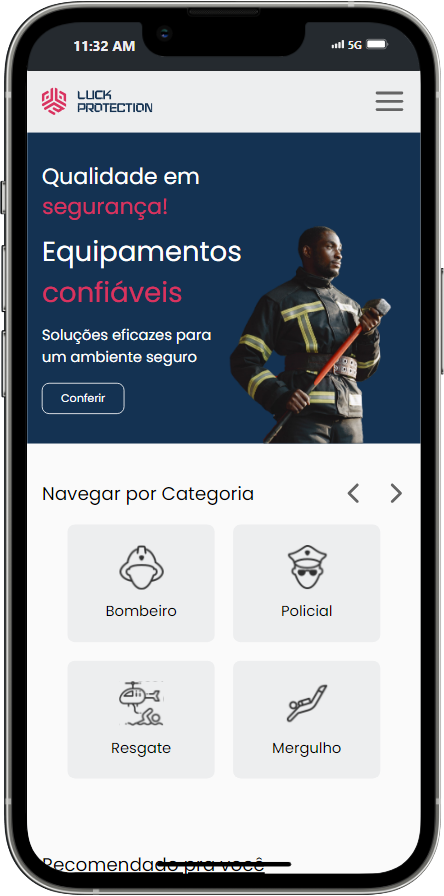 11:32 AM
5G
LUCK
PROTECTION
Qualidade em
segurança!
Equipamentos
confiáveis
Soluções eficazes para
um ambiente seguro
Conferir
Navegar por Categoria
Bombeiro
Policial
Resgate
Mergulho
Recomendado pra você